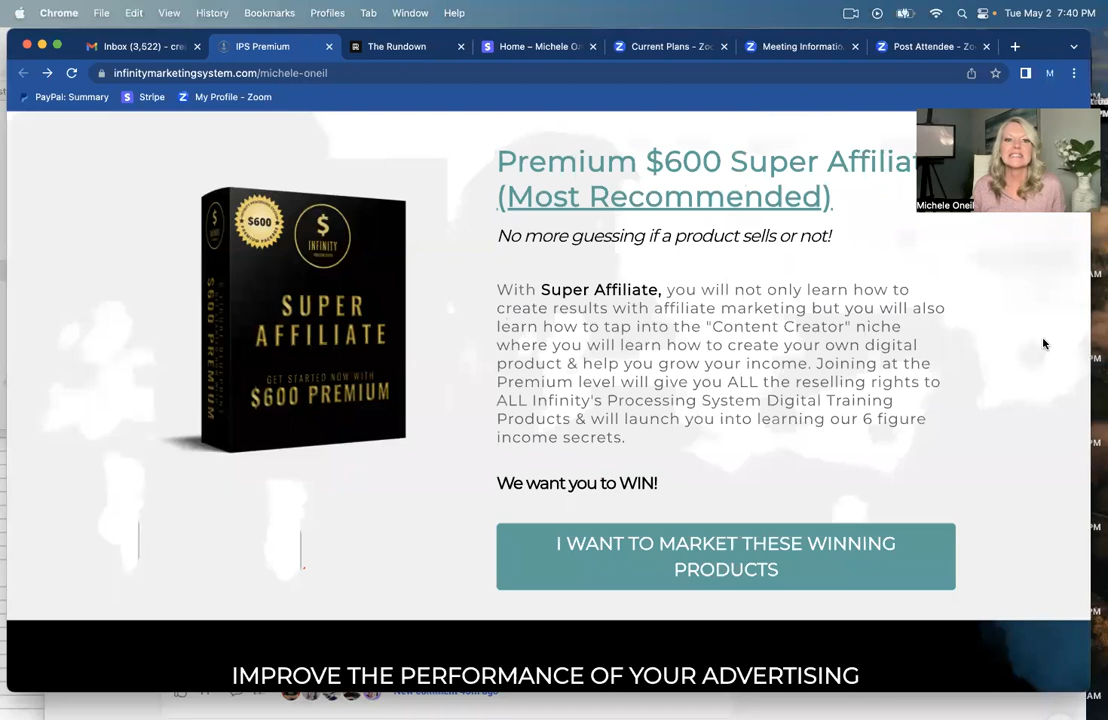 Chrome File Edit View History Bookmarks Profiles Tab Window Help Tue May 2 7:40 PM
Inbox (3,522) – cre IPS Premium The Rundown Home – Michele O Current Plans - Zo Meeting Informatio Post Attendee - Zo
infinitymarketingsystem.com/michele-oneil M
PayPal: Summary Stripe My Profile - Zoom
Premium $600 Super Affiliat
(Most Recommended)
Michele Oneil
No more guessing if a product sells or not!
With Super Affiliate, you will not only learn how to
create results with affiliate marketing but you will also
learn how to tap into the "Content Creator" niche
where you will learn how to create your own digital
product & help you grow your income. Joining at the
Premium level will give you ALL the reselling rights to
ALL Infinity's Processing System Digital Training
Products & will launch you into learning our 6 figure
income secrets.
We want you to WIN!
I WANT TO MARKET THESE WINNING
PRODUCTS
$600
$
INFINITY
SUPER
AFFILIATE
GET STARTED NOW WITH
$600 PREMIUM
$600 PREMIUM
IMPROVE THE PERFORMANCE OF YOUR ADVERTISING